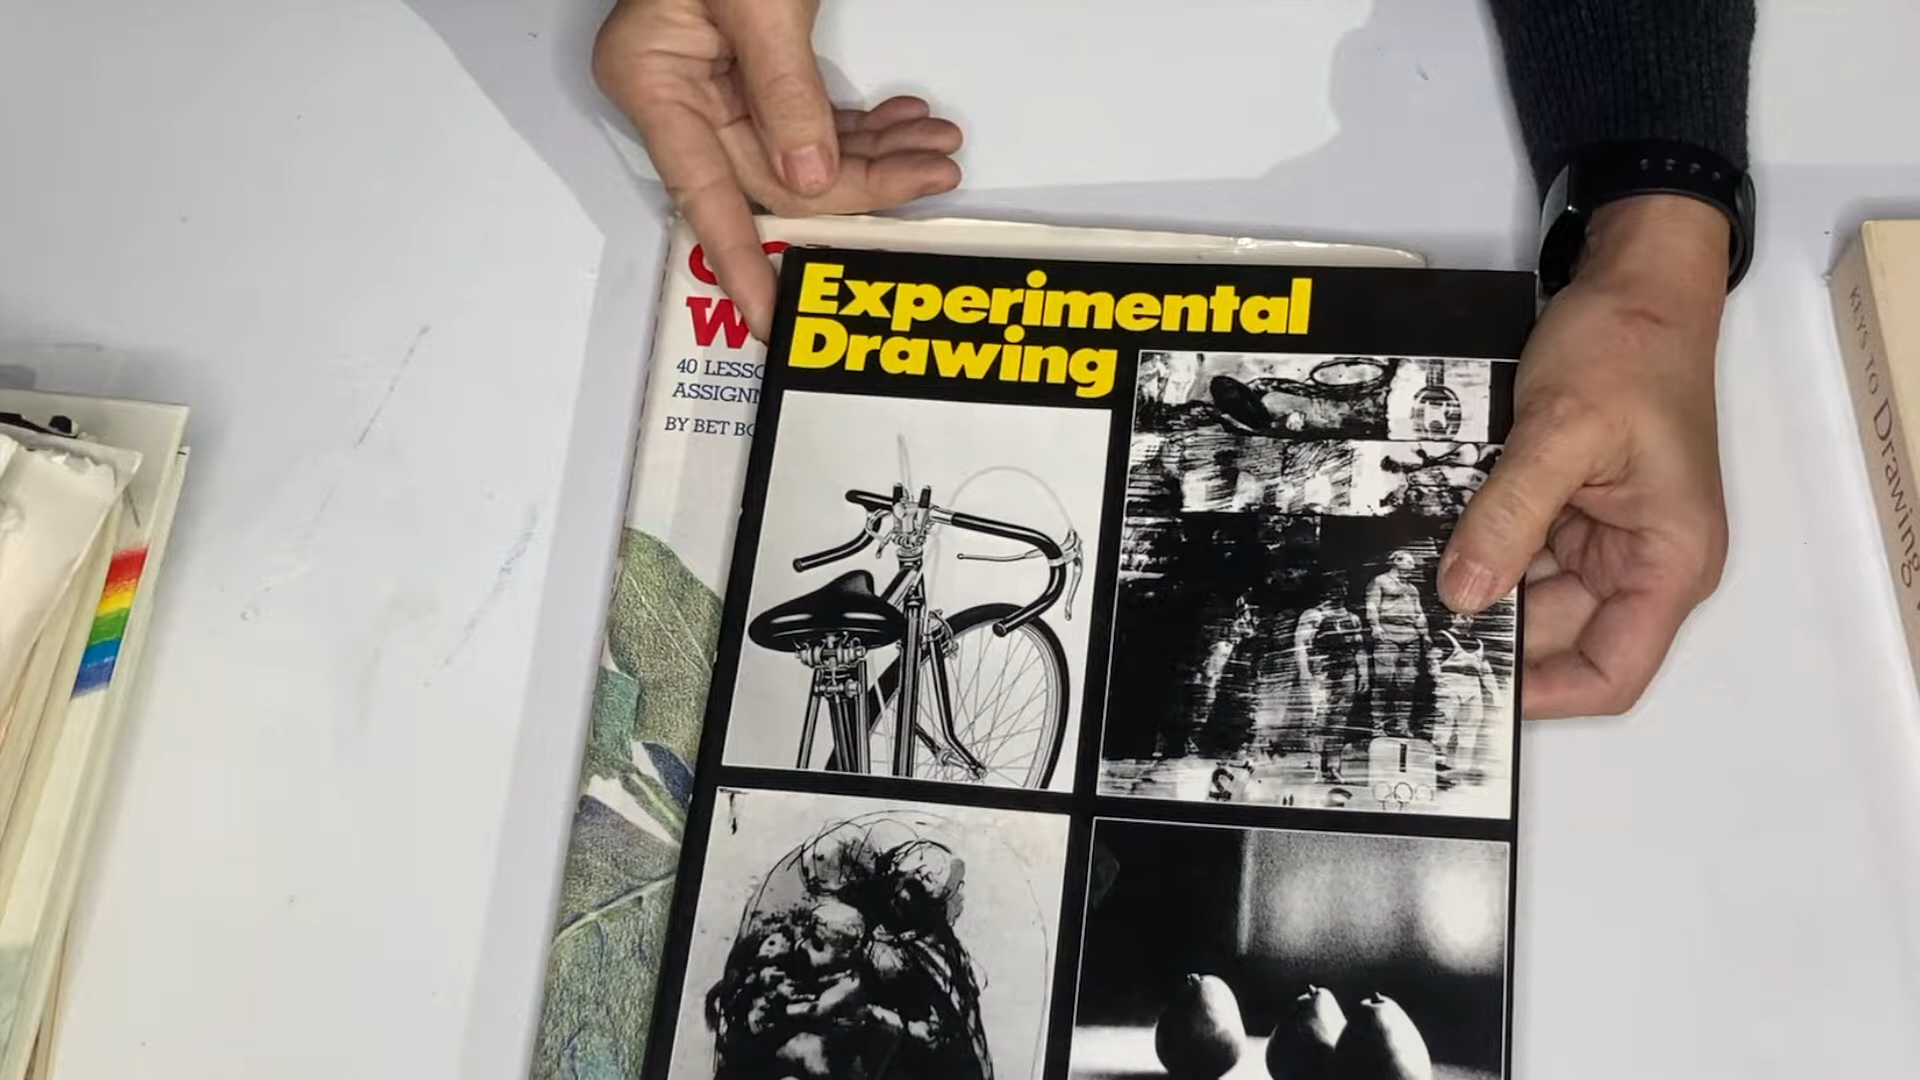 Experimental
Drawing
40 LESSO
ASSIGN
BY BET BO
KEYS TO Drawing